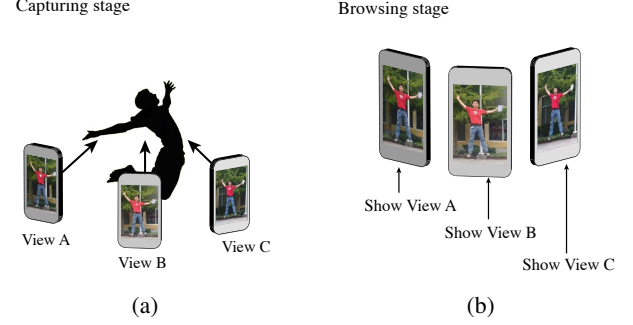 Capturing stage
Browsing stage
View A
View B
View C
Show View A
Show View B
Show View C
(a)
(b)